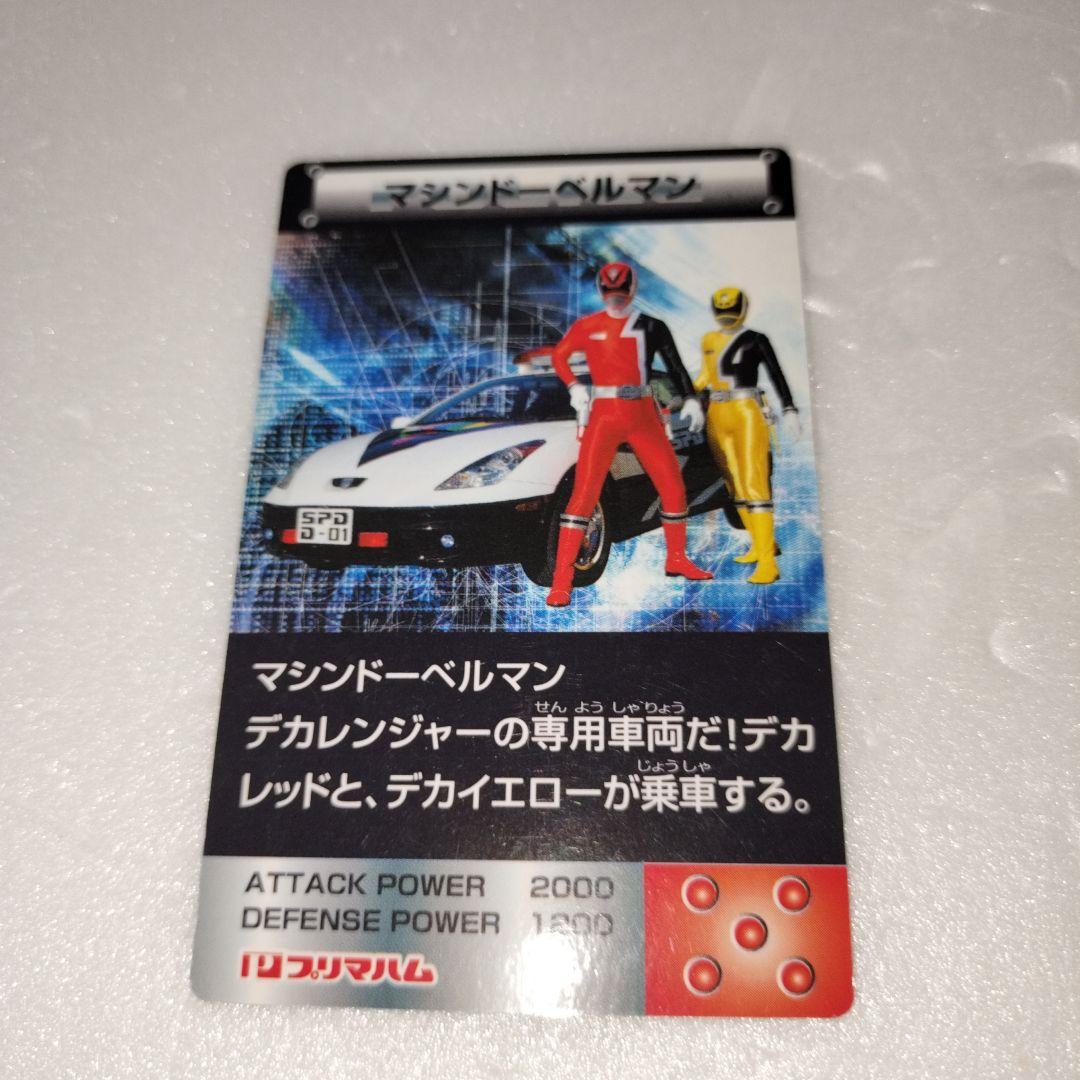 マシンドーベルマン
SPD
SPD
D-01
マシンドーベルマン
せんようしゃりょう
デカレンジャーの専用車両だ!デカ
じょうしゃ
レッドと、デカイエローが乗車する。
ATTACK POWER 2000
DEFENSE POWER 1200
プリマハム